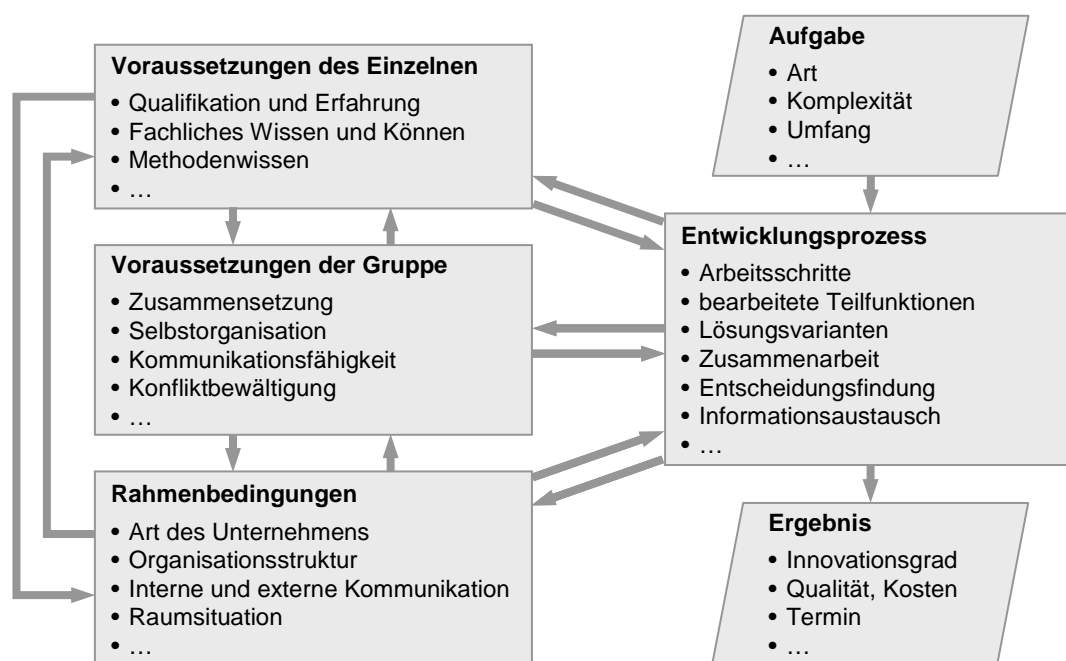 Voraussetzungen des Einzelnen
• Qualifikation und Erfahrung
• Fachliches Wissen und Können
• Methodenwissen
• …
Voraussetzungen der Gruppe
• Zusammensetzung
• Selbstorganisation
• Kommunikationsfähigkeit
• Konfliktbewältigung
• …
Rahmenbedingungen
• Art des Unternehmens
• Organisationsstruktur
• Interne und externe Kommunikation
• Raumsituation
• …
Aufgabe
• Art
• Komplexität
• Umfang
• …
Entwicklungsprozess
• Arbeitsschritte
• bearbeitete Teilfunktionen
• Lösungsvarianten
• Zusammenarbeit
• Entscheidungsfindung
• Informationsaustausch
• …
Ergebnis
• Innovationsgrad
• Qualität, Kosten
• Termin
• …